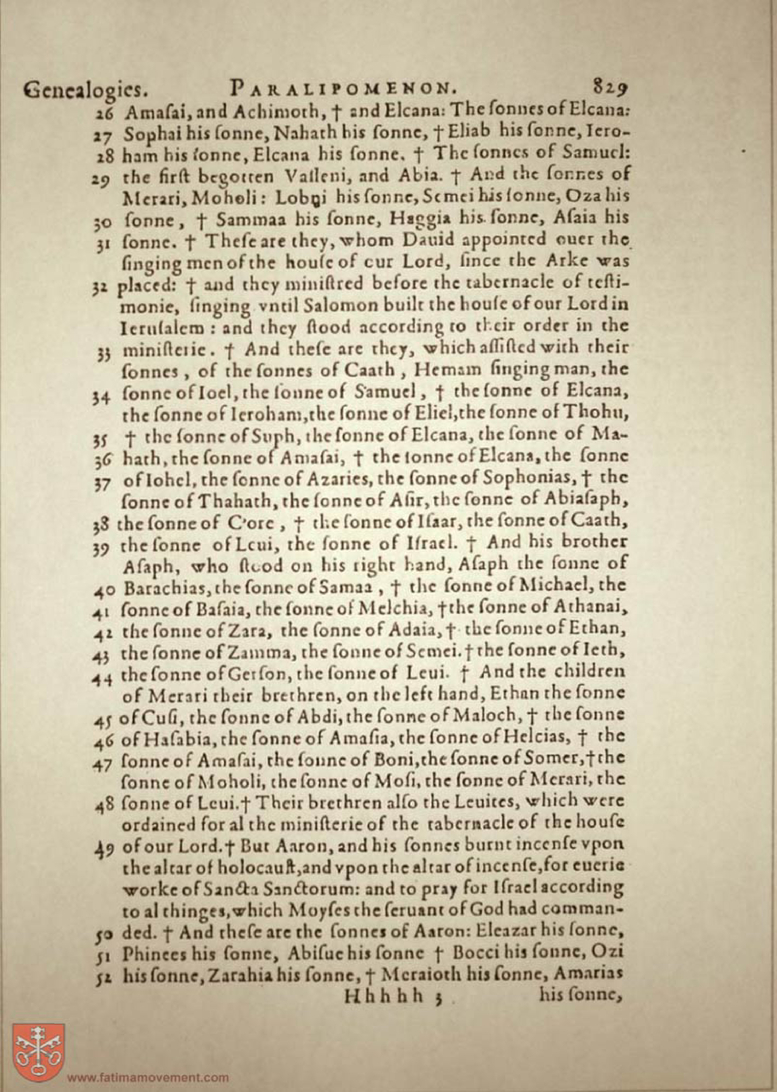 Genealogies. PARALIPOMENON. 829
26 Amaſai, and Achimoth, † and Elcana: The ſonnes of Elcana:
27 Sophai his ſonne, Nahath his ſonne, † Eliab his ſonne, Iero-
28 ham his ſonne, Elcana his ſonne. † The ſonnes of Samuel:
29 the firſt begotten Vaſſeni, and Abia. † And the ſonnes of
Merari, Moholi: Lobni his ſonne, Semei his ſonne, Oza his
30 ſonne, † Sammaa his ſonne, Haggia his ſonne, Aſaia his
31 ſonne. † Theſe are they, whom Dauid appointed ouer the
ſinging men of the houſe of our Lord, ſince the Arke was
32 placed: † and they miniſtred before the tabernacle of teſti-
monie, ſinging vntil Salomon built the houſe of our Lord in
Ieruſalem: and they ſtood according to their order in the
33 miniſterie. † And theſe are they, which aſſiſted with their
ſonnes, of the ſonnes of Caath, Hemam ſinging man, the
34 ſonne of Ioel, the ſonne of Samuel, † the ſonne of Elcana,
the ſonne of Ieroham, the ſonne of Eliel, the ſonne of Thohu,
35 † the ſonne of Suph, the ſonne of Elcana, the ſonne of Ma-
36 hath, the ſonne of Amaſai, † the ſonne of Elcana, the ſonne
37 of Iohel, the ſonne of Azaries, the ſonne of Sophonias, † the
ſonne of Thahath, the ſonne of Aſir, the ſonne of Abiaſaph,
38 the ſonne of Core, † the ſonne of Iſaar, the ſonne of Caath,
39 the ſonne of Leui, the ſonne of Iſrael. † And his brother
Aſaph, who ſtood on his right hand, Aſaph the ſonne of
40 Barachias, the ſonne of Samaa, † the ſonne of Michael, the
41 ſonne of Baſaia, the ſonne of Melchia, † the ſonne of Athanai,
42 the ſonne of Zara, the ſonne of Adaia, † the ſonne of Ethan,
43 the ſonne of Zamma, the ſonne of Semei. † the ſonne of Ieth,
44 the ſonne of Gerſon, the ſonne of Leui. † And the children
of Merari their brethren, on the left hand, Ethan the ſonne
45 of Cuſi, the ſonne of Abdi, the ſonne of Maloch, † the ſonne
46 of Haſabia, the ſonne of Amaſia, the ſonne of Helcias, † the
47 ſonne of Amaſai, the ſonne of Boni, the ſonne of Somer, † the
ſonne of Moholi, the ſonne of Moſi, the ſonne of Merari, the
48 ſonne of Leui. † Their brethren alſo the Leuites, which were
ordained for al the miniſterie of the tabernacle of the houſe
49 of our Lord. † But Aaron, and his ſonnes burnt incenſe vpon
the altar of holocauſt, and vpon the altar of incenſe, for euerie
worke of Sancta Sanctorum: and to pray for Iſrael according
to al thinges, which Moyſes the ſeruant of God had comman-
50 ded. † And theſe are the ſonnes of Aaron: Eleazar his ſonne,
51 Phinees his ſonne, Abiſue his ſonne † Bocci his ſonne, Ozi
52 his ſonne, Zarahia his ſonne, † Meraioth his ſonne, Amarias
Hhhhh 3 his ſonne,
www.fatimamovement.com